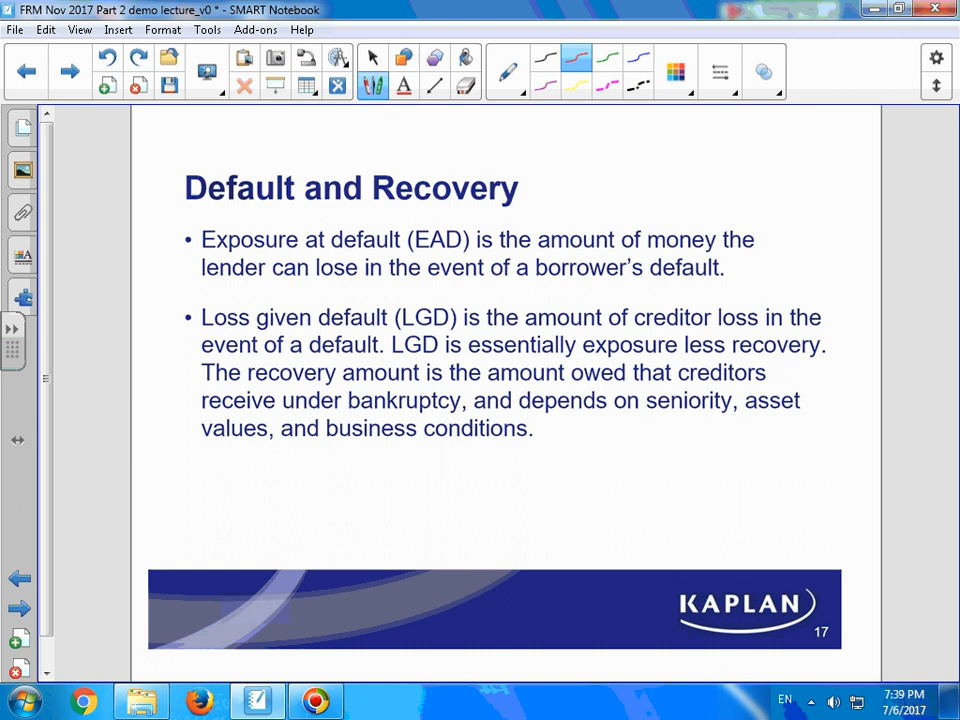 FRM Nov 2017 Part 2 demo lecture_v0 * - SMART Notebook
File Edit View Insert Format Tools Add-ons Help
Default and Recovery
• Exposure at default (EAD) is the amount of money the
lender can lose in the event of a borrower's default.
• Loss given default (LGD) is the amount of creditor loss in the
event of a default. LGD is essentially exposure less recovery.
The recovery amount is the amount owed that creditors
receive under bankruptcy, and depends on seniority, asset
values, and business conditions.
KAPLAN
17
EN
7:39 PM
7/6/2017